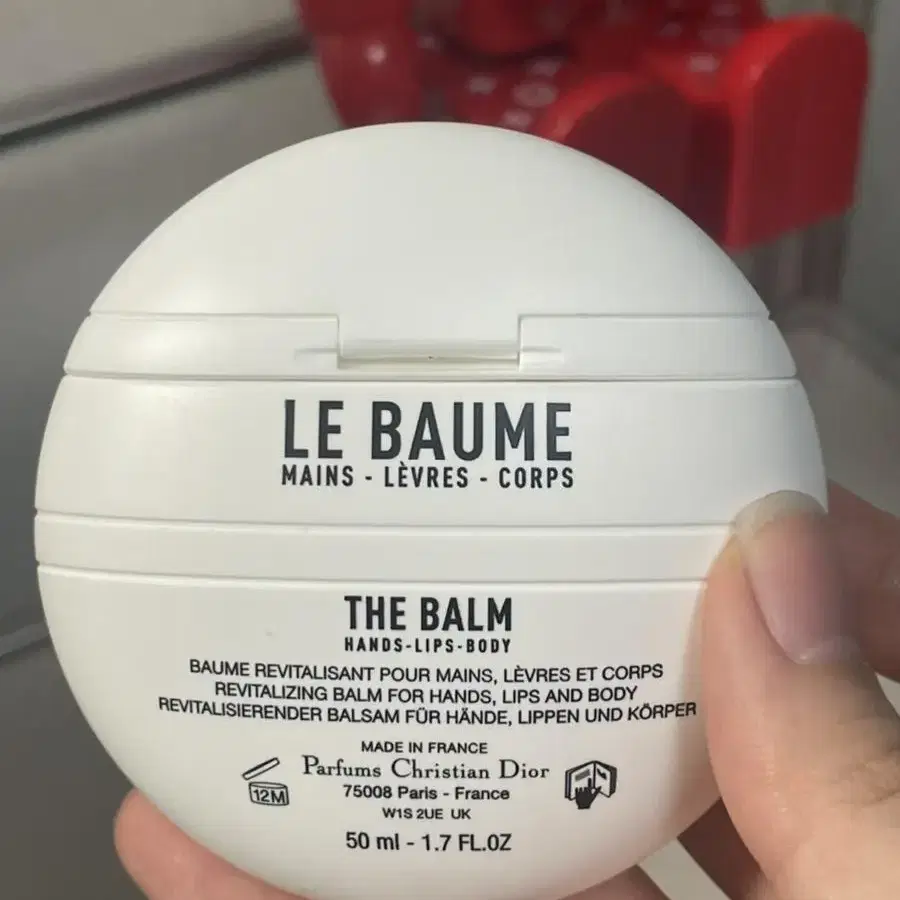 LE BAUME
MAINS - LÈVRES - CORPS
THE BALM
HANDS-LIPS-BODY
BAUME REVITALISANT POUR MAINS, LÈVRES ET CORPS
REVITALIZING BALM FOR HANDS, LIPS AND BODY
REVITALISIERENDER BALSAM FÜR HÄNDE, LIPPEN UND KÖRPER
MADE IN FRANCE
Parfums Christian Dior
12M
75008 Paris - France
W1S 2UE UK
50 ml - 1.7 FL.OZ